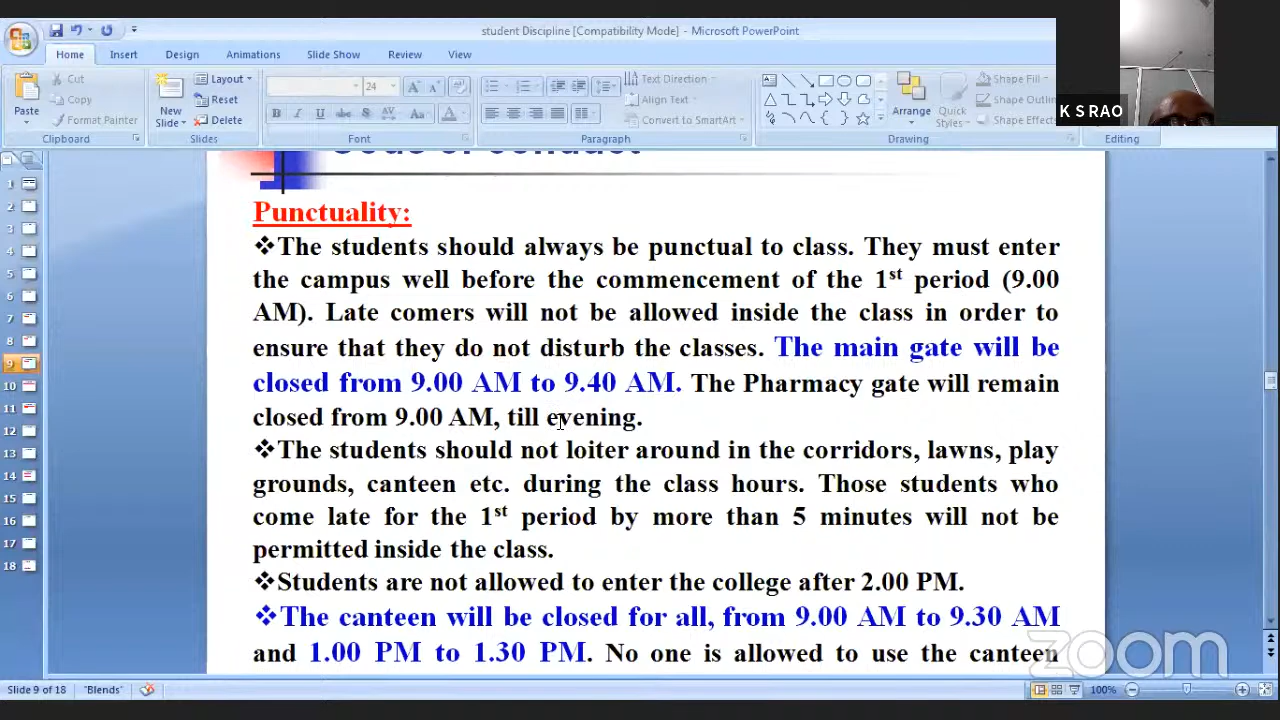 student Discipline [Compatibility Mode] - Microsoft PowerPoint
Home Insert Design Animations Slide Show Review View
Paste Cut Copy Format Painter Clipboard
New Slide Layout Reset Delete Slides
24 B I U abc S AV Aa A Font
Text Direction Align Text Convert to SmartArt Paragraph
Arrange Quick Styles Shape Fill Shape Outlin Shape Effects Drawing
Editing
K S RAO
Code of conduct
Punctuality:
❖The students should always be punctual to class. They must enter
the campus well before the commencement of the 1st period (9.00
AM). Late comers will not be allowed inside the class in order to
ensure that they do not disturb the classes. The main gate will be
closed from 9.00 AM to 9.40 AM. The Pharmacy gate will remain
closed from 9.00 AM, till evening.
❖The students should not loiter around in the corridors, lawns, play
grounds, canteen etc. during the class hours. Those students who
come late for the 1st period by more than 5 minutes will not be
permitted inside the class.
❖Students are not allowed to enter the college after 2.00 PM.
❖The canteen will be closed for all, from 9.00 AM to 9.30 AM
and 1.00 PM to 1.30 PM. No one is allowed to use the canteen
zoom
1
2
3
4
5
6
7
8
9
10
11
12
13
14
15
16
17
18
Slide 9 of 18 'Blends' 100%